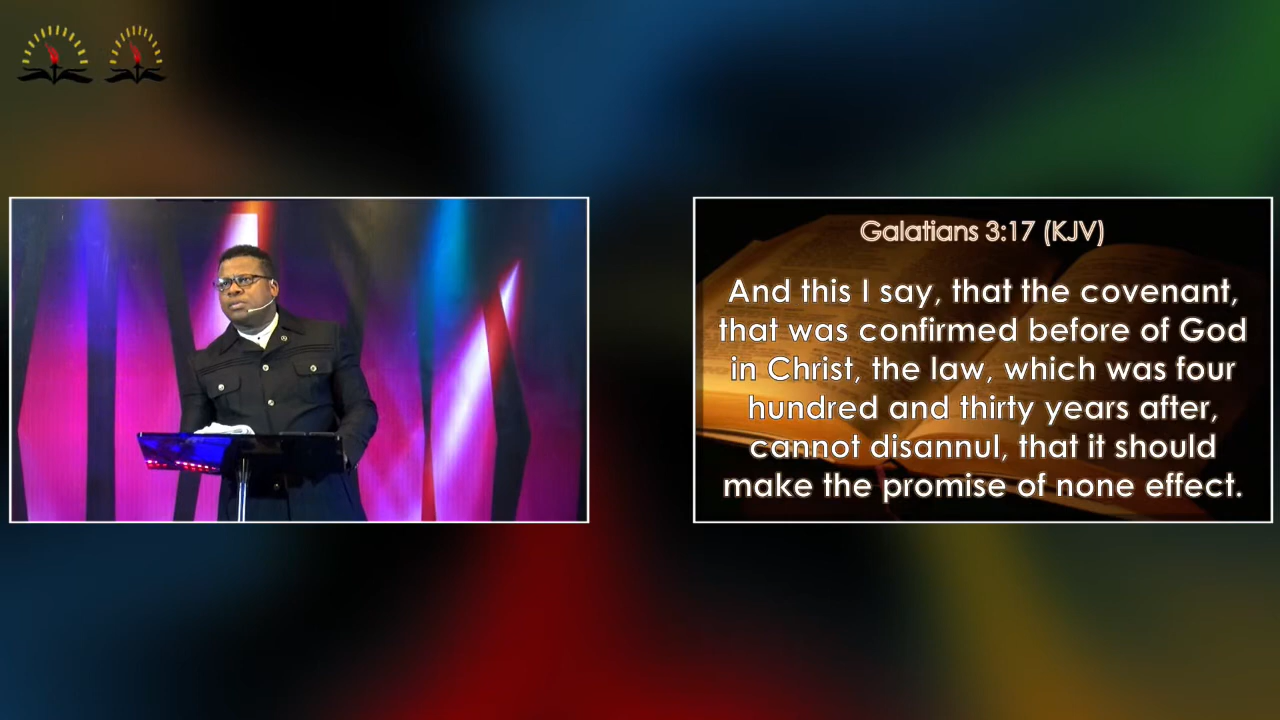 Galatians 3:17 (KJV)
And this I say, that the covenant,
that was confirmed before of God
in Christ, the law, which was four
hundred and thirty years after,
cannot disannul, that it should
make the promise of none effect.